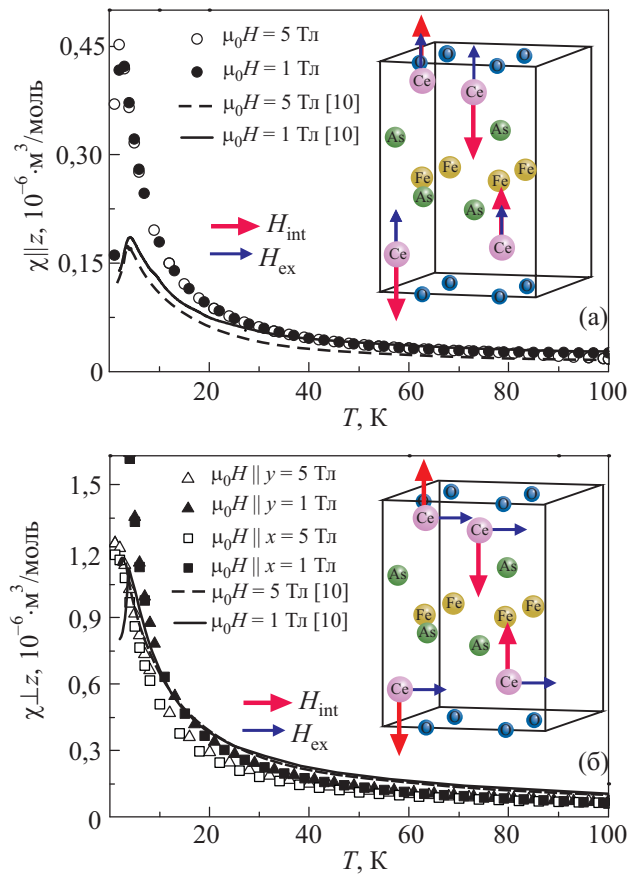 0,45
0,30
0,15
0
χ||z, 10⁻⁶·м³/моль
μ₀H = 5 Тл
μ₀H = 1 Тл
μ₀H = 5 Тл [10]
μ₀H = 1 Тл [10]
H_int
H_ex
O
O
O
O
Ce
Ce
As
As
Fe
Fe
Fe
Fe
As
As
Ce
Ce
O
O
O
O
(а)
20
40
60
80
100
T, К
1,5
1,2
0,9
0,6
0,3
0
χ⊥z, 10⁻⁶·м³/моль
μ₀H || y = 5 Тл
μ₀H || y = 1 Тл
μ₀H || x = 5 Тл
μ₀H || x = 1 Тл
μ₀H = 5 Тл [10]
μ₀H = 1 Тл [10]
H_int
H_ex
O
O
O
O
Ce
Ce
As
As
Fe
Fe
Fe
Fe
As
As
Ce
Ce
O
O
O
O
(б)
20
40
60
80
100
T, К